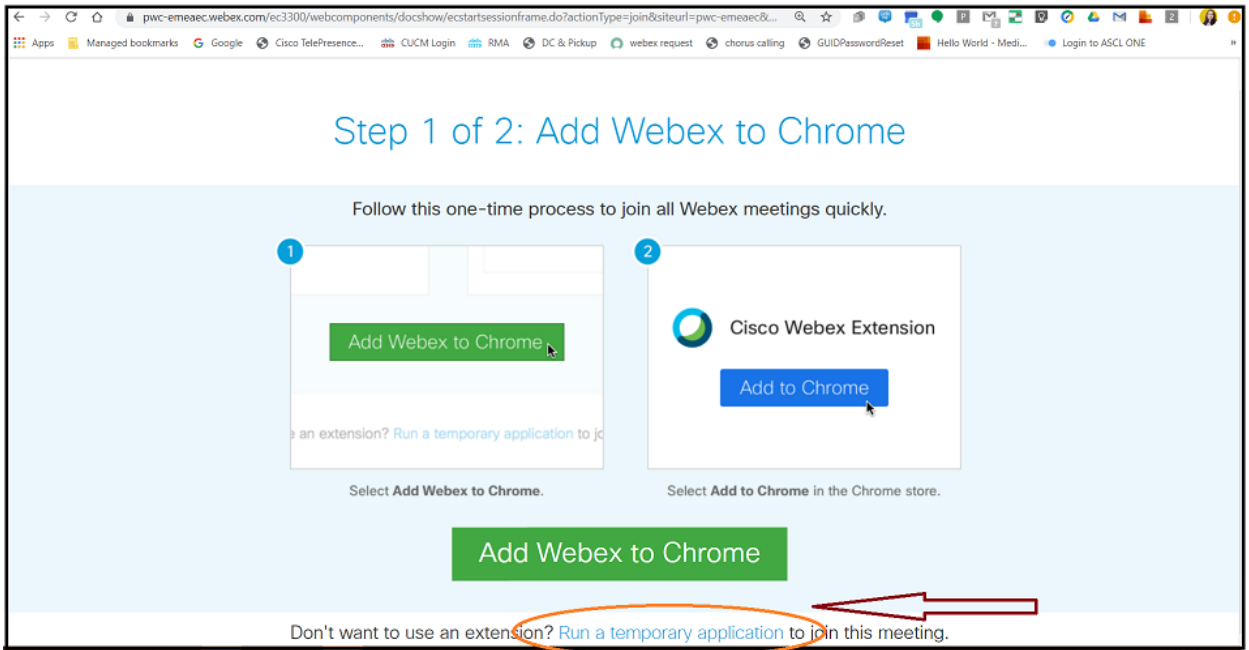 pwc-emeaec.webex.com/ec3300/webcomponents/docshow/ecstartsessionframe.do?actionType=join&siteurl=pwc-emeaec&...
Apps Managed bookmarks Google Cisco TelePresence... CUCM Login RMA DC & Pickup webex request chorus calling GUIDPasswordReset Hello World - Medi... Login to ASCL ONE »
Step 1 of 2: Add Webex to Chrome
Follow this one-time process to join all Webex meetings quickly.
1
Add Webex to Chrome
e an extension? Run a temporary application to jo
Select Add Webex to Chrome.
2
Cisco Webex Extension
Add to Chrome
Select Add to Chrome in the Chrome store.
Add Webex to Chrome
Don't want to use an extension? Run a temporary application to join this meeting.